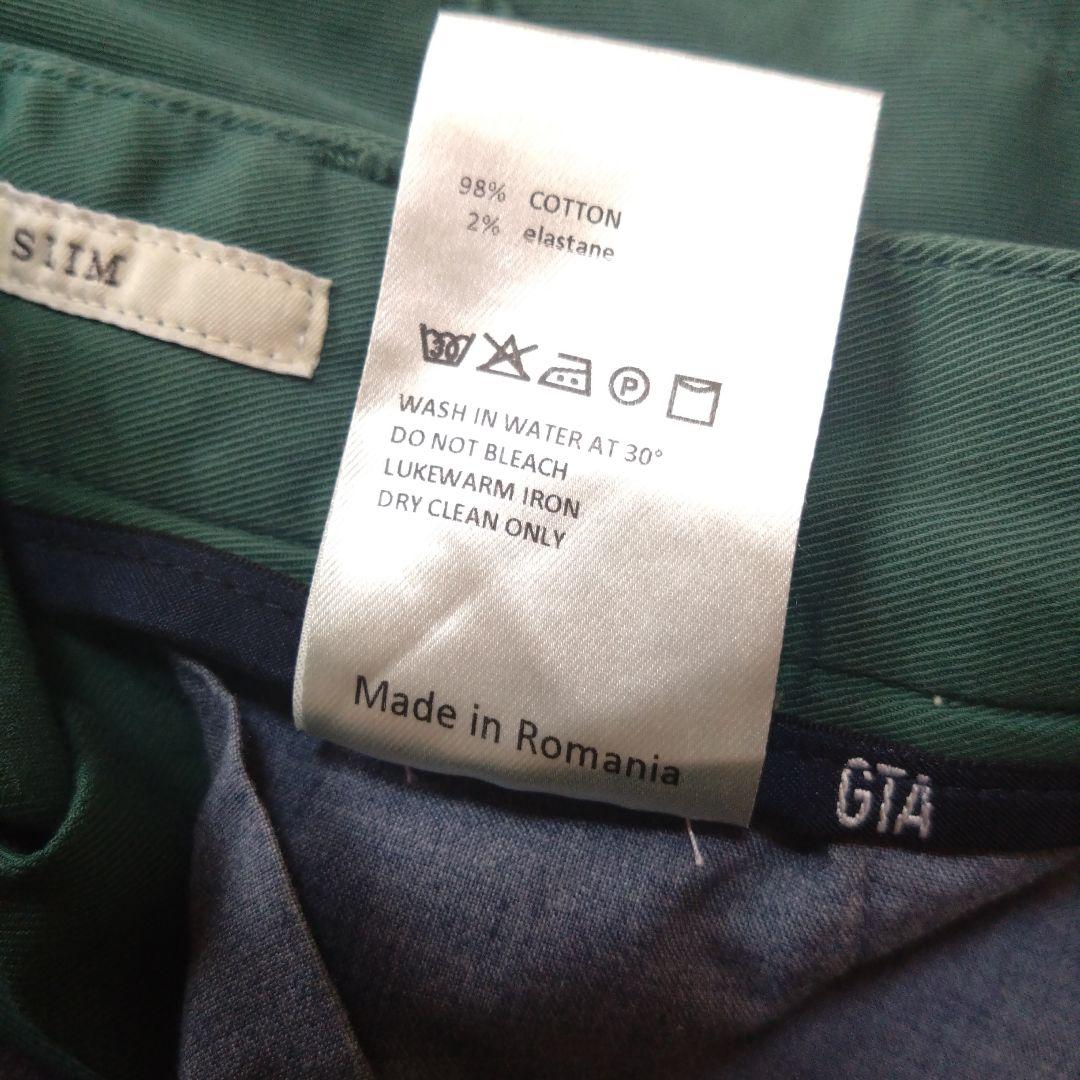 98% COTTON
2% elastane
SlIM
30
P
WASH IN WATER AT 30°
DO NOT BLEACH
LUKEWARM IRON
DRY CLEAN ONLY
Made in Romania
GTA